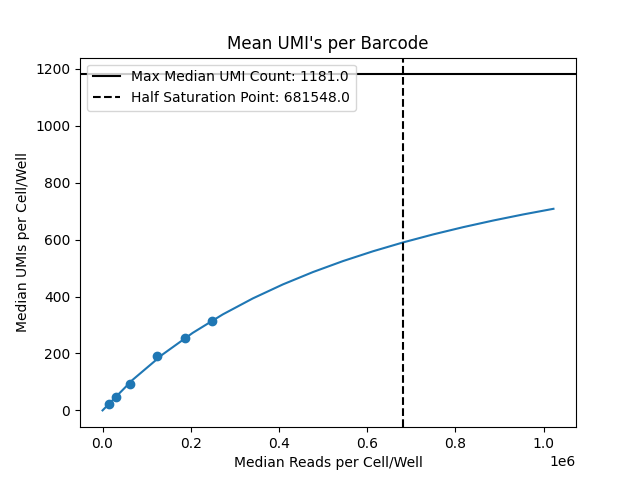 Mean UMI's per Barcode
Max Median UMI Count: 1181.0
Half Saturation Point: 681548.0
Median UMIs per Cell/Well
1200
1000
800
600
400
200
0
0.0 0.2 0.4 0.6 0.8 1.0
1e6
Median Reads per Cell/Well